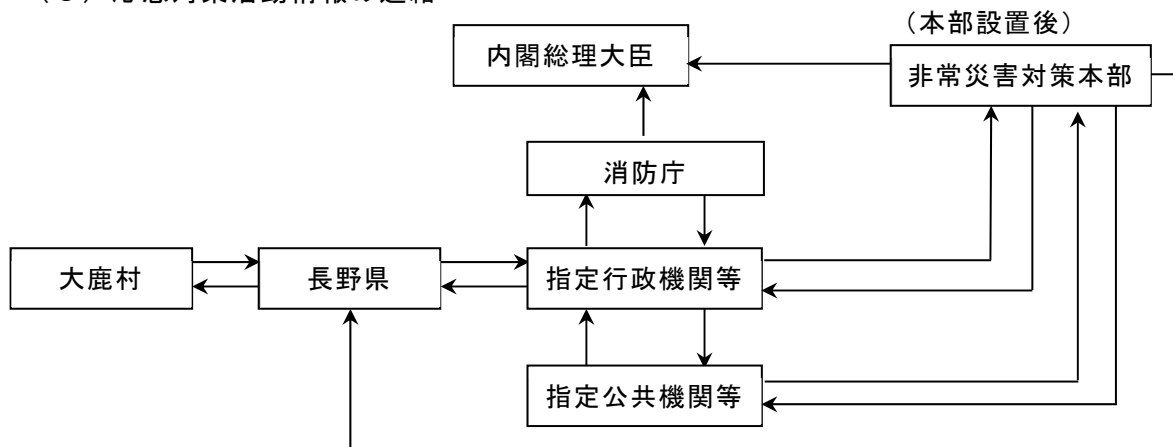 (本部設置後)
内閣総理大臣
非常災害対策本部
消防庁
大鹿村
長野県
指定行政機関等
指定公共機関等